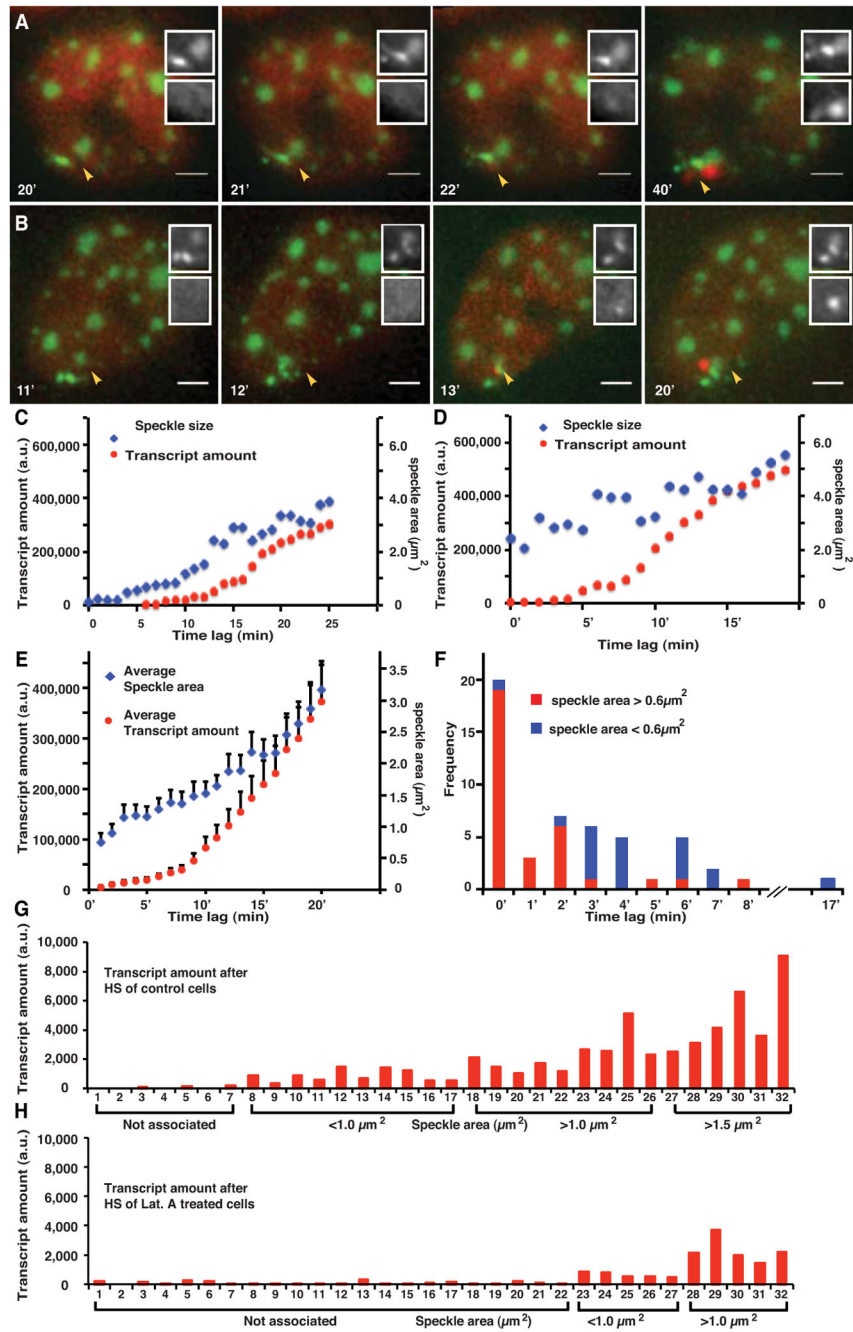 A
20'
21'
22'
40'
B
11'
12'
13'
20'
C
Transcript amount (a.u.)
600,000
400,000
200,000
0
Speckle size
Transcript amount
6.0
4.0
2.0
0
speckle area (µm²)
0 5 10 15 20 25
Time lag (min)
D
Transcript amount (a.u.)
600,000
400,000
200,000
0
Speckle size
Transcript amount
6.0
4.0
2.0
0
speckle area (µm²)
0' 5' 10' 15'
Time lag (min)
E
Transcript amount (a.u.)
400,000
300,000
200,000
100,000
0
Average
Speckle area
Average
Transcript amount
3.5
3.0
2.5
2.0
1.5
1.0
0.5
0
speckle area (µm²)
0' 5' 10' 15' 20'
Time lag (min)
F
Frequency
20
15
10
5
0
speckle area > 0.6µm²
speckle area < 0.6µm²
0' 1' 2' 3' 4' 5' 6' 7' 8' 17'
Time lag (min)
G
Transcript amount (a.u.)
10,000
8,000
6,000
4,000
2,000
0
Transcript amount after
HS of control cells
1 2 3 4 5 6 7 8 9 10 11 12 13 14 15 16 17 18 19 20 21 22 23 24 25 26 27 28 29 30 31 32
Not associated <1.0 µm² Speckle area (µm²) >1.0 µm² >1.5 µm²
H
Transcript amount (a.u.)
10,000
8,000
6,000
4,000
2,000
0
Transcript amount after
HS of Lat. A treated cells
1 2 3 4 5 6 7 8 9 10 11 12 13 14 15 16 17 18 19 20 21 22 23 24 25 26 27 28 29 30 31 32
Not associated Speckle area (µm²) <1.0 µm² >1.0 µm²